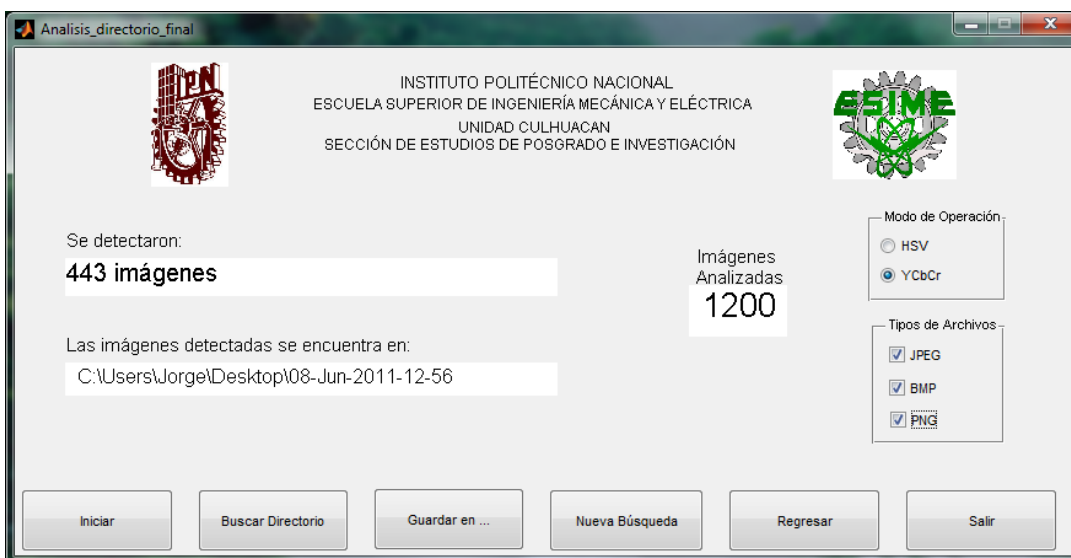 Analisis_directorio_final
IPN
INSTITUTO POLITÉCNICO NACIONAL
ESCUELA SUPERIOR DE INGENIERÍA MECÁNICA Y ELÉCTRICA
UNIDAD CULHUACAN
SECCIÓN DE ESTUDIOS DE POSGRADO E INVESTIGACIÓN
ESIME
Se detectaron:
443 imágenes
Imágenes
Analizadas
1200
Modo de Operación
HSV
YCbCr
Las imágenes detectadas se encuentra en:
C:\Users\Jorge\Desktop\08-Jun-2011-12-56
Tipos de Archivos
JPEG
BMP
PNG
Iniciar
Buscar Directorio
Guardar en ...
Nueva Búsqueda
Regresar
Salir